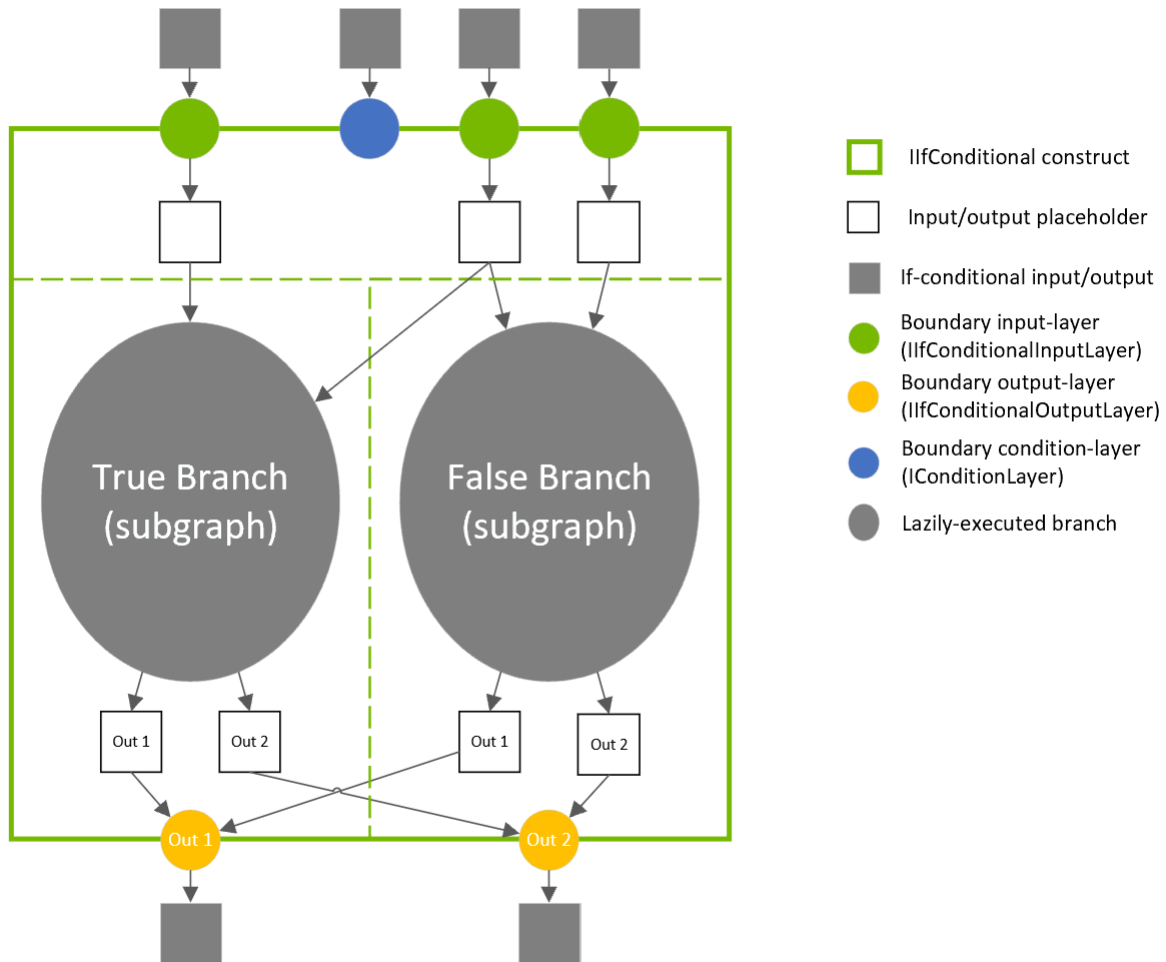 IIfConditional construct
Input/output placeholder
If-conditional input/output
Boundary input-layer
(IIfConditionalInputLayer)
Boundary output-layer
(IIfConditionalOutputLayer)
Boundary condition-layer
(IConditionLayer)
Lazily-executed branch
True Branch
(subgraph)
False Branch
(subgraph)
Out 1
Out 2
Out 1
Out 2
Out 1
Out 2